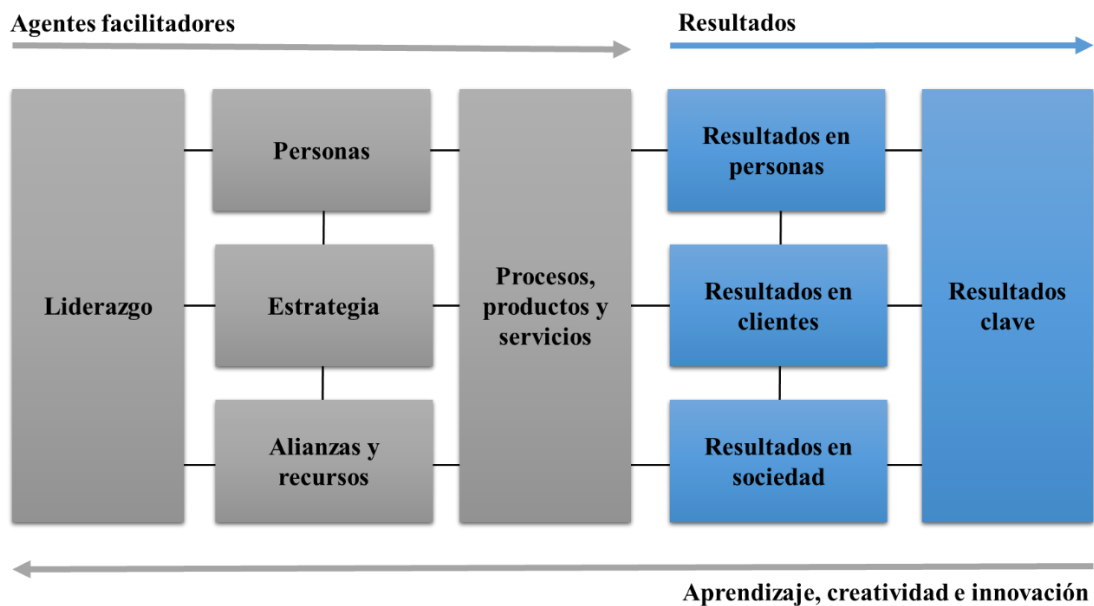 Agentes facilitadores
Resultados
Liderazgo
Personas
Estrategia
Alianzas y
recursos
Procesos,
productos y
servicios
Resultados en
personas
Resultados en
clientes
Resultados en
sociedad
Resultados
clave
Aprendizaje, creatividad e innovación